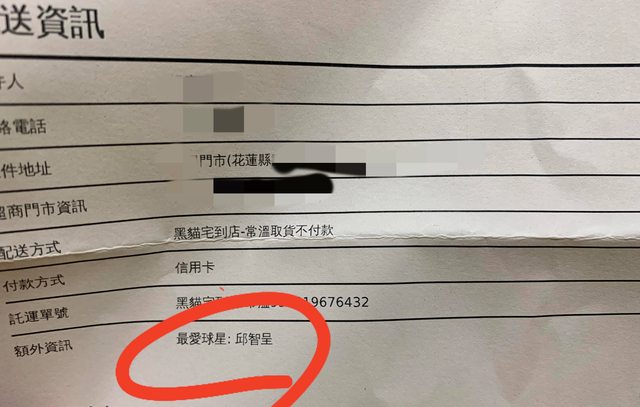 送資訊
件人
絡電話
件地址 門市(花蓮縣
超商門市資訊
配送方式 黑貓宅到店-常溫取貨不付款
付款方式 信用卡
託運單號 黑貓宅 19676432
額外資訊 最愛球星: 邱智呈